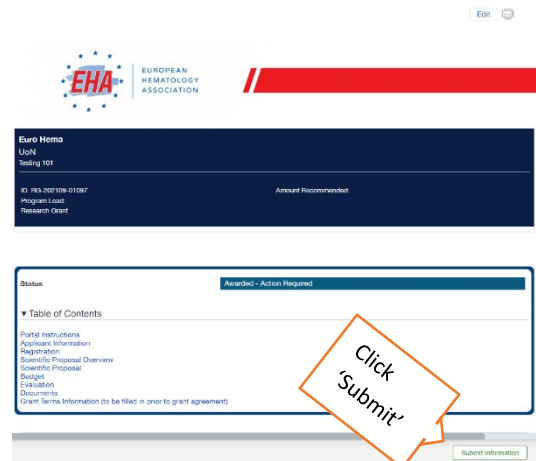 Edit
EHA
EUROPEAN
HEMATOLOGY
ASSOCIATION
Euro Hema
UoN
Testing 101
ID: RG-202109-01097
Amount Recommended:
Program Lead:
Research Grant
Status
Awarded - Action Required
▼ Table of Contents
Portal Instructions
Applicant Information
Registration
Scientific Proposal Overview
Scientific Proposal
Budget
Evaluation
Documents
Grant Terms Information (to be filled in prior to grant agreement)
Click
'Submit'
Submit Information